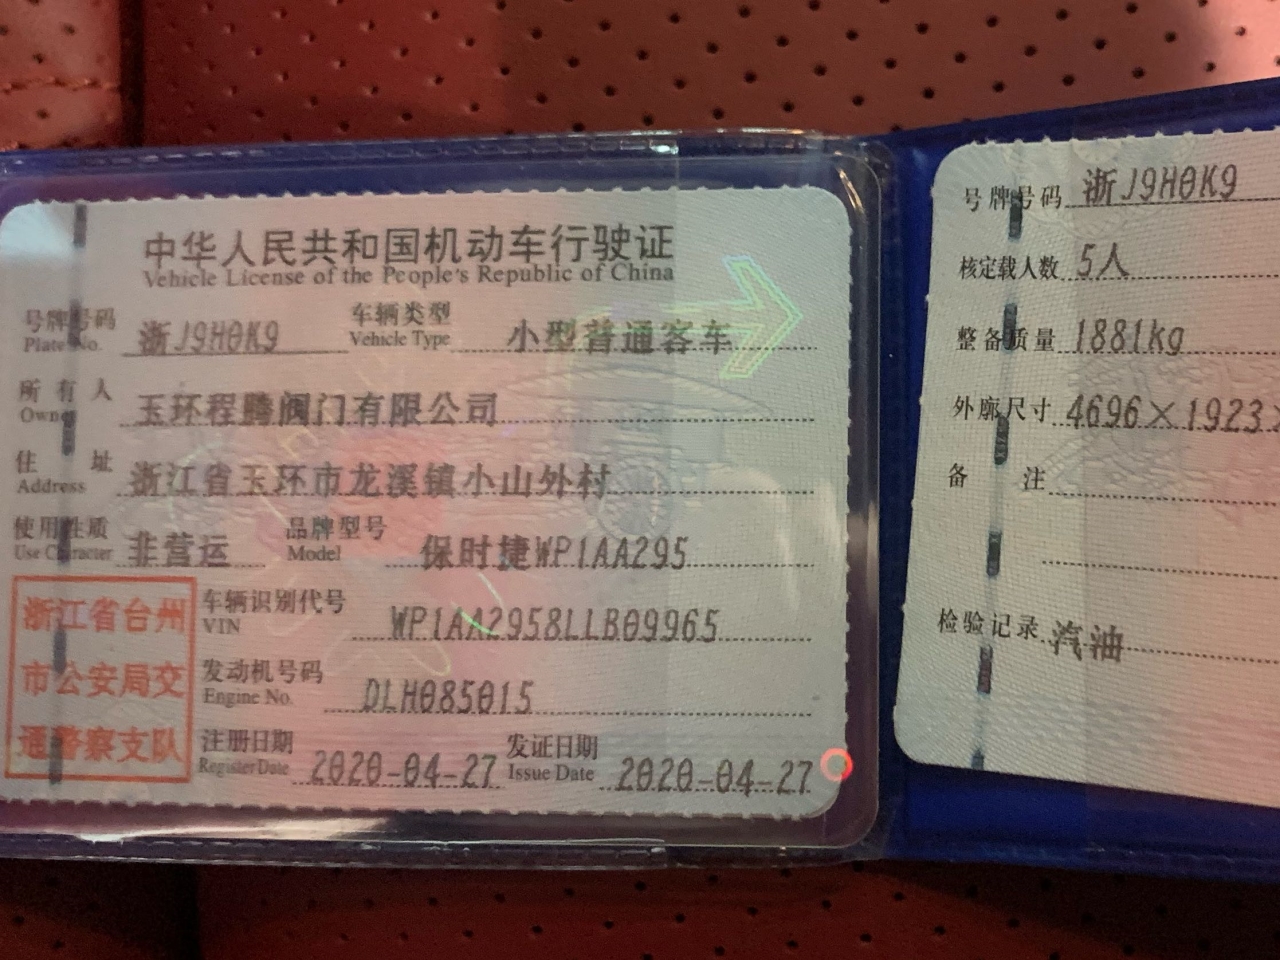 中华人民共和国机动车行驶证
Vehicle License of the People's Republic of China
号牌号码 浙J9H0K9 车辆类型 小型普通客车
Plate No. Vehicle Type
所有人 玉环程腾阀门有限公司
Owner
住址 浙江省玉环市龙溪镇小山外村
Address
使用性质 非营运 品牌型号 保时捷WP1AA295
Use Character Model
浙江省台州
市公安局交
通警察支队
车辆识别代号 WP1AA2958LLB09965
VIN
发动机号码 DLH085015
Engine No.
注册日期 2020-04-27 发证日期 2020-04-27
Register Date Issue Date
号牌号码 浙J9H0K9
核定载人数 5人
整备质量 1881kg
外廓尺寸 4696×1923×
备注
检验记录 汽油